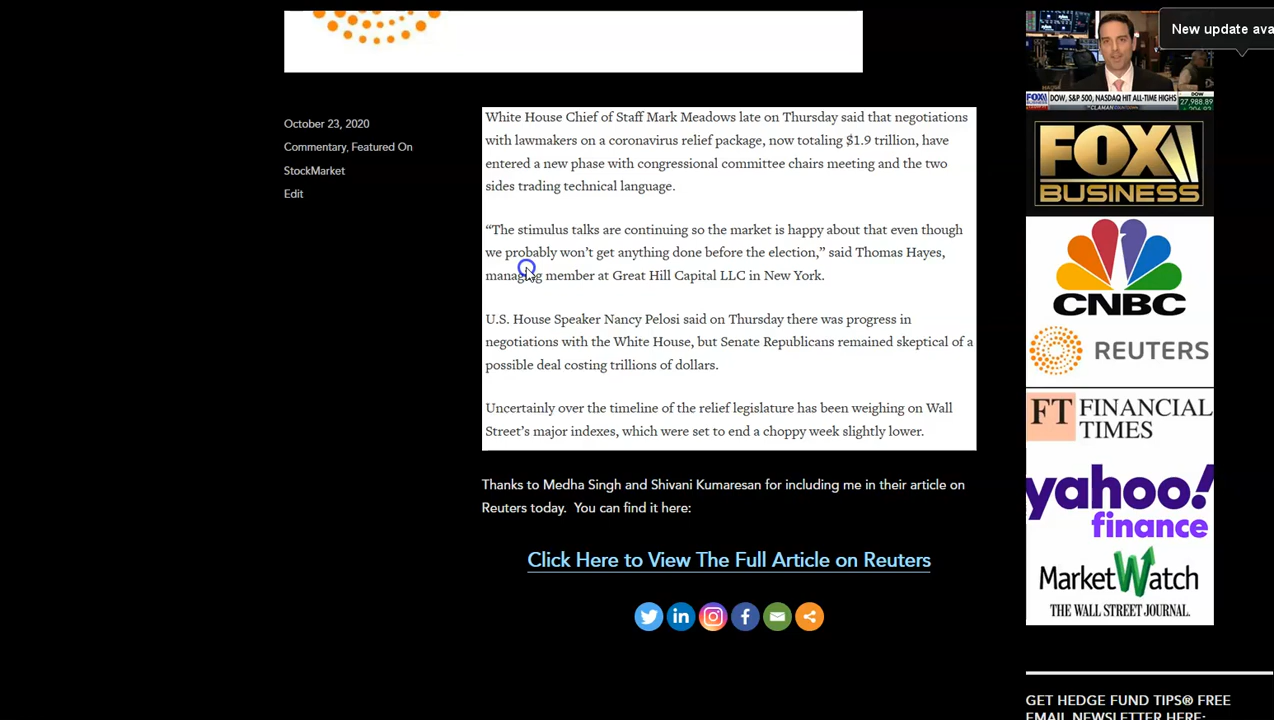 New update ava
FOX
BUSINESS
DOW, S&P 500, NASDAQ HIT ALL-TIME HIGHS
DOW
27,988.89
CLAMAN
October 23, 2020
Commentary, Featured On
StockMarket
Edit
White House Chief of Staff Mark Meadows late on Thursday said that negotiations
with lawmakers on a coronavirus relief package, now totaling $1.9 trillion, have
entered a new phase with congressional committee chairs meeting and the two
sides trading technical language.
“The stimulus talks are continuing so the market is happy about that even though
we probably won’t get anything done before the election,” said Thomas Hayes,
managing member at Great Hill Capital LLC in New York.
U.S. House Speaker Nancy Pelosi said on Thursday there was progress in
negotiations with the White House, but Senate Republicans remained skeptical of a
possible deal costing trillions of dollars.
Uncertainly over the timeline of the relief legislature has been weighing on Wall
Street’s major indexes, which were set to end a choppy week slightly lower.
Thanks to Medha Singh and Shivani Kumaresan for including me in their article on
Reuters today. You can find it here:
Click Here to View The Full Article on Reuters
FOX
BUSINESS
CNBC
REUTERS
FT FINANCIAL
TIMES
yahoo!
finance
MarketWatch
THE WALL STREET JOURNAL.
GET HEDGE FUND TIPS® FREE
EMAIL NEWSLETTER HERE: